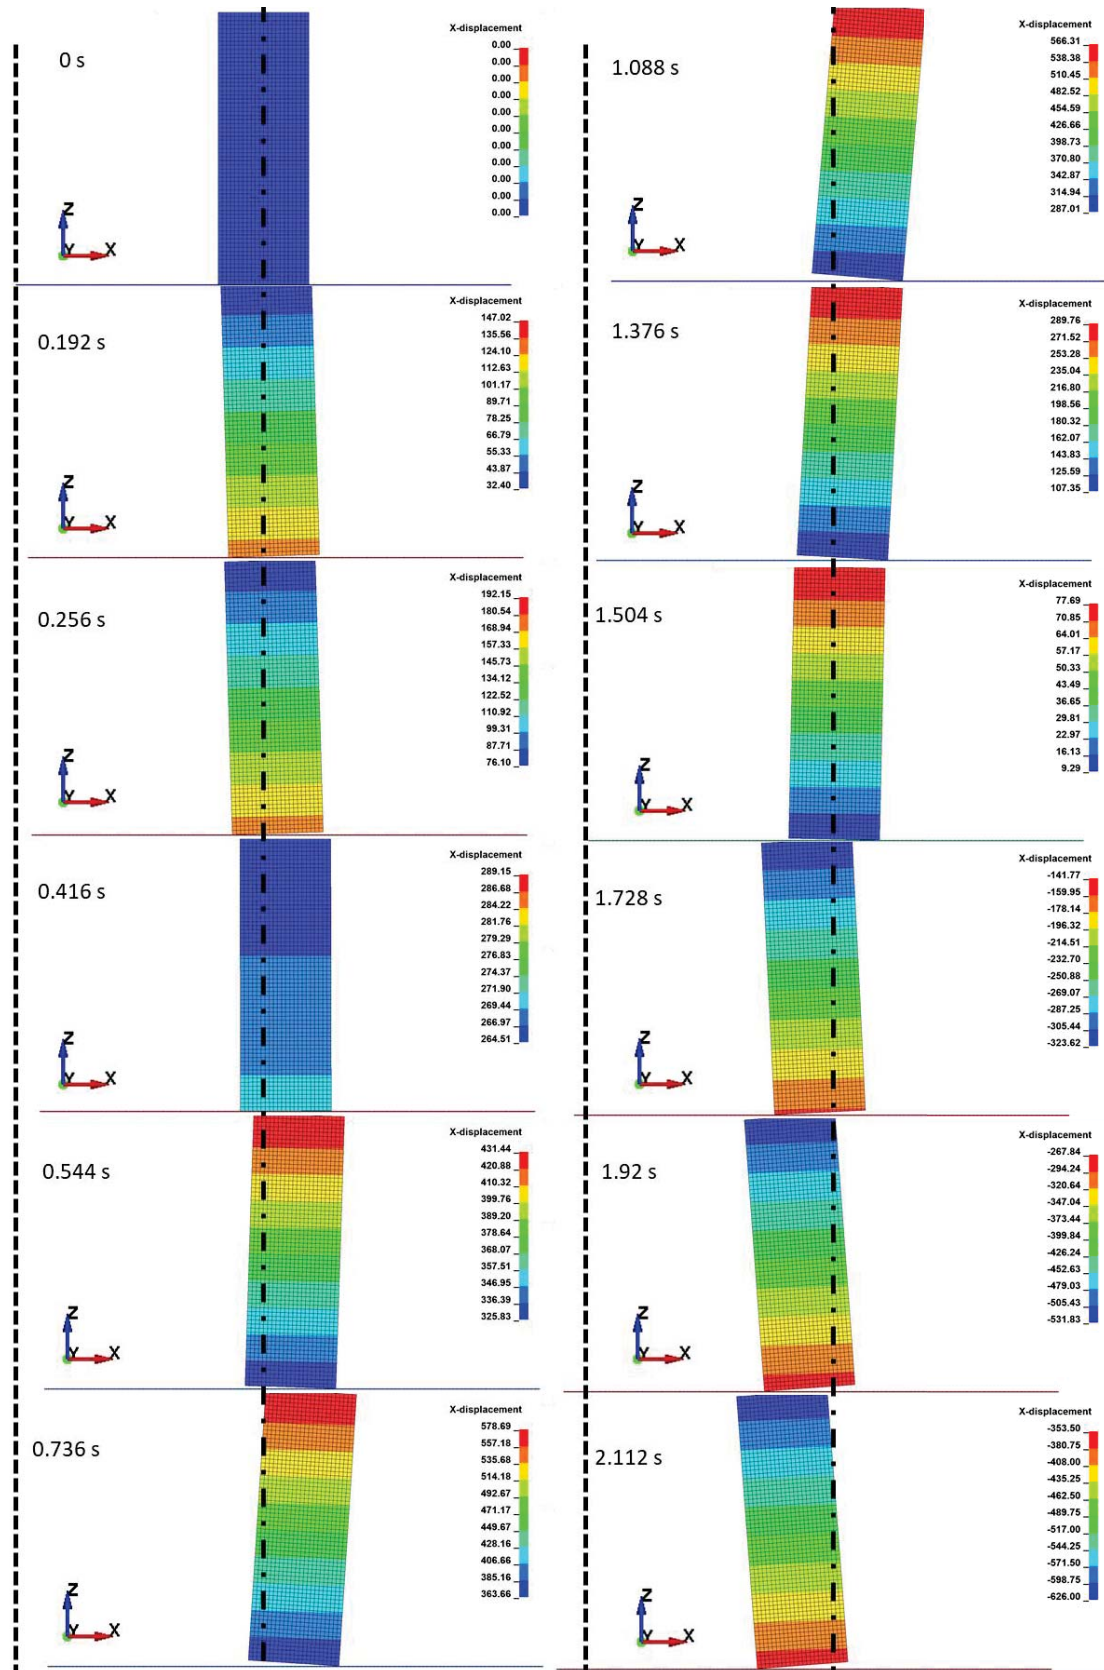 X-displacement
0 s
0.00
0.00
0.00
0.00
0.00
0.00
0.00
0.00
0.00
0.00
0.00
Z
Y X
X-displacement
0.192 s
147.02
135.56
124.10
112.63
101.17
89.71
78.25
66.79
55.33
43.87
32.40
Z
Y X
X-displacement
0.256 s
192.15
180.54
168.94
157.33
145.73
134.12
122.52
110.92
99.31
87.71
76.10
Z
Y X
X-displacement
0.416 s
289.15
286.68
284.22
281.76
279.29
276.83
274.37
271.90
269.44
266.97
264.51
Z
Y X
X-displacement
0.544 s
431.44
420.88
410.32
399.76
389.20
378.64
368.07
357.51
346.95
336.39
325.83
Z
Y X
X-displacement
0.736 s
578.69
557.18
535.68
514.18
492.67
471.17
449.67
428.16
406.66
385.16
363.66
Z
Y X
X-displacement
1.088 s
566.31
538.38
510.45
482.52
454.59
426.66
398.73
370.80
342.87
314.94
287.01
Z
Y X
X-displacement
1.376 s
289.76
271.52
253.28
235.04
216.80
198.56
180.32
162.07
143.83
125.59
107.35
Z
Y X
X-displacement
1.504 s
77.69
70.85
64.01
57.17
50.33
43.49
36.65
29.81
22.97
16.13
9.29
Z
Y X
X-displacement
1.728 s
-141.77
-159.95
-178.14
-196.32
-214.51
-232.70
-250.88
-269.07
-287.25
-305.44
-323.62
Z
Y X
X-displacement
1.92 s
-267.84
-294.24
-320.64
-347.04
-373.44
-399.84
-426.24
-452.63
-479.03
-505.43
-531.83
Z
Y X
X-displacement
2.112 s
-353.50
-380.75
-408.00
-435.25
-462.50
-489.75
-517.00
-544.25
-571.50
-598.75
-626.00
Z
Y X